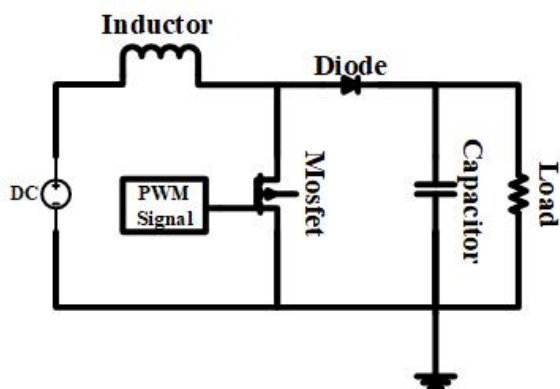 Inductor
Diode
DC
PWM
Signal
Mosfet
Capacitor
Load